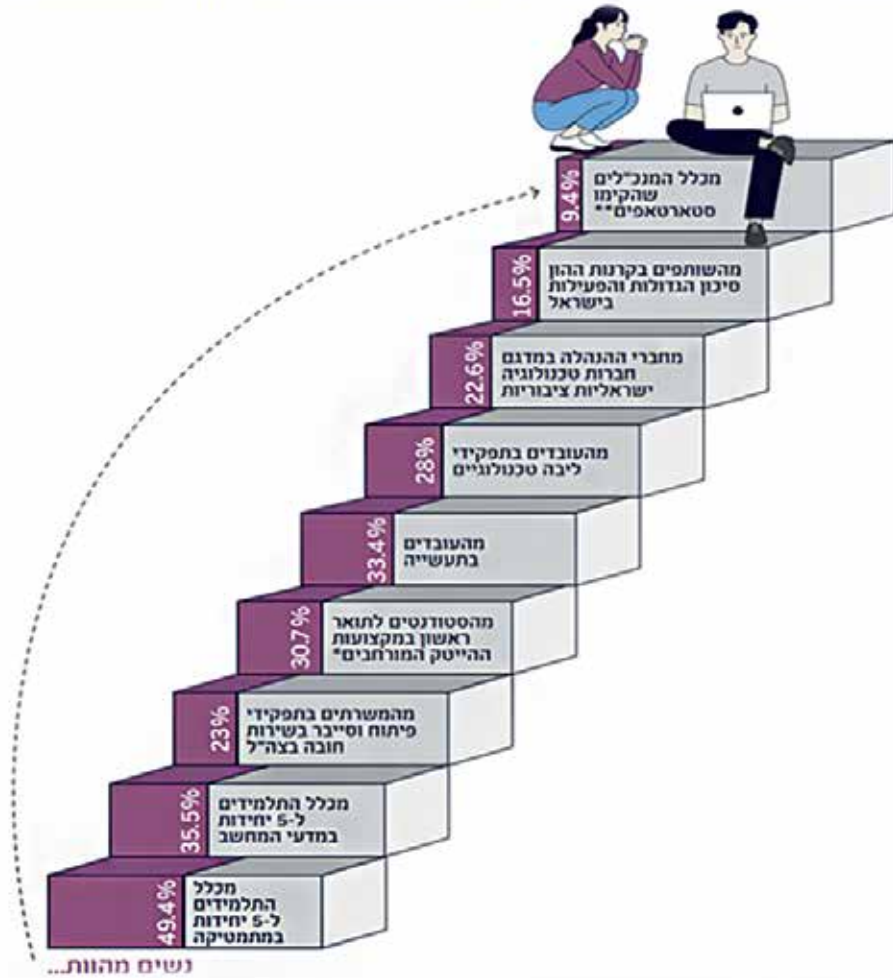 9.4%
מכלל המנכ"לים
שהקימו
סטארטאפים**
16.5%
מהשותפים בקרנות ההון
סיכון הגדולות והפעילות
בישראל
22.6%
מחברי ההנהלה במדגם
חברות טכנולוגיה
ישראליות ציבוריות
28%
מהעובדים בתפקידי
ליבה טכנולוגיים
33.4%
מהעובדים
בתעשייה
30.7%
מהסטודנטים לתואר
ראשון במקצועות
ההייטק המורחבים*
23%
מהמשרתים בתפקידי
פיתוח וסייבר בשירות
חובה בצה"ל
35.5%
מכלל התלמידים
ל-5 יחידות
במדעי המחשב
49.4%
מכלל
התלמידים
ל-5 יחידות
במתמטיקה
נשים מהוות...